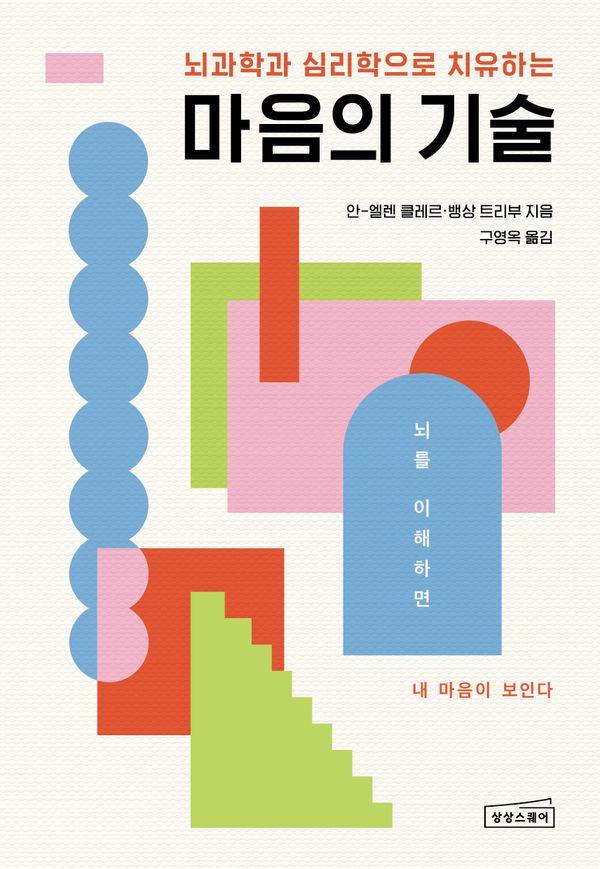 뇌과학과 심리학으로 치유하는
마음의 기술
안-엘렌 클레르·뱅상 트리부 지음
구영옥 옮김
뇌를 이해하면
내 마음이 보인다
상상스퀘어